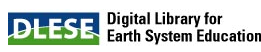 DLESE
Digital Library for
Earth System Education